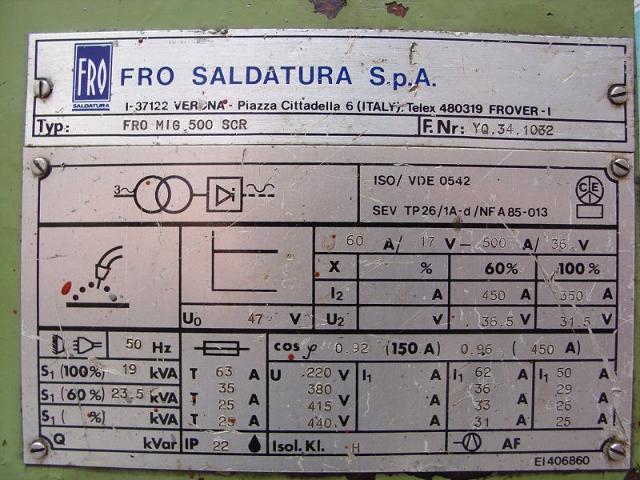 FRO
SALDATURA
FRO SALDATURA S.p.A.
I-37122 VERONA - Piazza Cittadella 6 (ITALY). Telex 480319 FROVER-I
Typ: FRO MIG 500 SCR F.Nr: YQ.34.1032
3~ ISO/ VDE 0542
SEV TP26/1A-d/NFA85-013
CE
60 A/ 17 V - 500 A/ 36 V
X % 60% 100%
I2 A 450 A 350 A
U0 47 V U2 V 36.5 V 31.5 V
50 Hz cos φ 0.92 (150 A) 0.96 ( 450 A)
S1 (100%) 19 kVA T 63 A U 220 V I1 A I1 62 A I1 50 A
S1 ( 60%) 23.5 kVA T 35 A 380 V A 36 A 29 A
T 25 A 415 V A 33 A 26 A
S1 ( %) kVA T 25 A 440 V A 31 A 25 A
Q kVar IP 22 Isol. Kl. H AF
EI406860